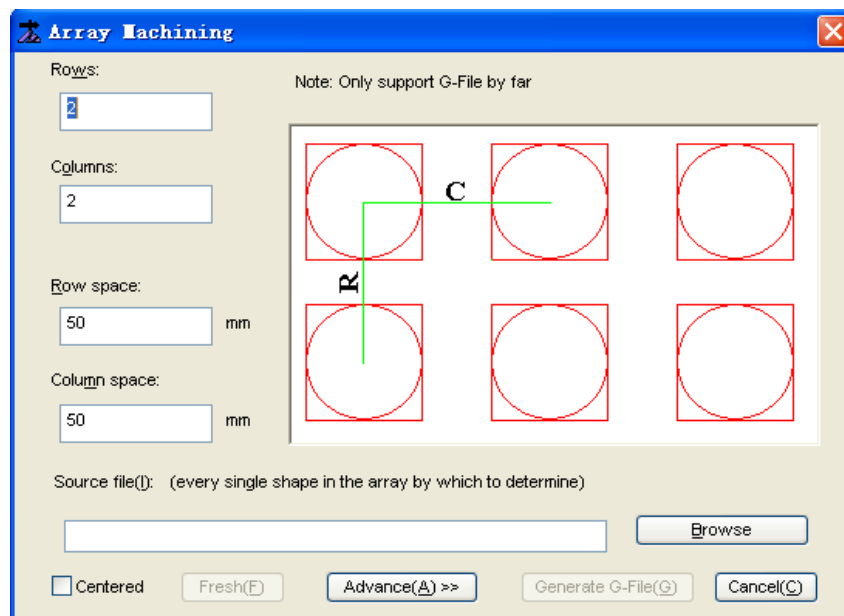 Array Machining
Rows:
2
Note: Only support G-File by far
Columns:
2
C
R
Row space:
50 mm
Column space:
50 mm
Source file(I): (every single shape in the array by which to determine)
Browse
Centered Fresh(F) Advance(A) >> Generate G-File(G) Cancel(C)